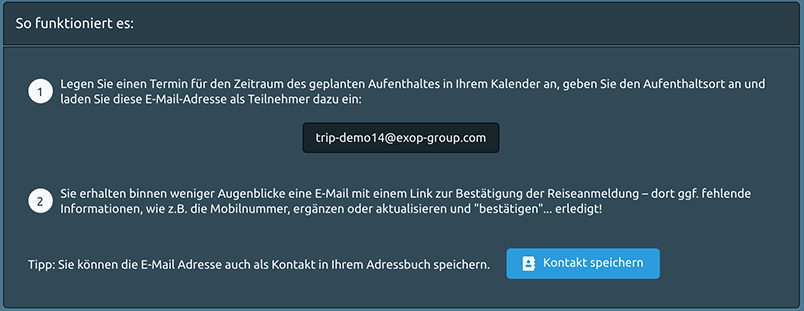 So funktioniert es:
1
Legen Sie einen Termin für den Zeitraum des geplanten Aufenthaltes in Ihrem Kalender an, geben Sie den Aufenthaltsort an und
laden Sie diese E-Mail-Adresse als Teilnehmer dazu ein:
trip-demo14@exop-group.com
2
Sie erhalten binnen weniger Augenblicke eine E-Mail mit einem Link zur Bestätigung der Reiseanmeldung – dort ggf. fehlende
Informationen, wie z.B. die Mobilnummer, ergänzen oder aktualisieren und "bestätigen"... erledigt!
Tipp: Sie können die E-Mail Adresse auch als Kontakt in Ihrem Adressbuch speichern.
Kontakt speichern